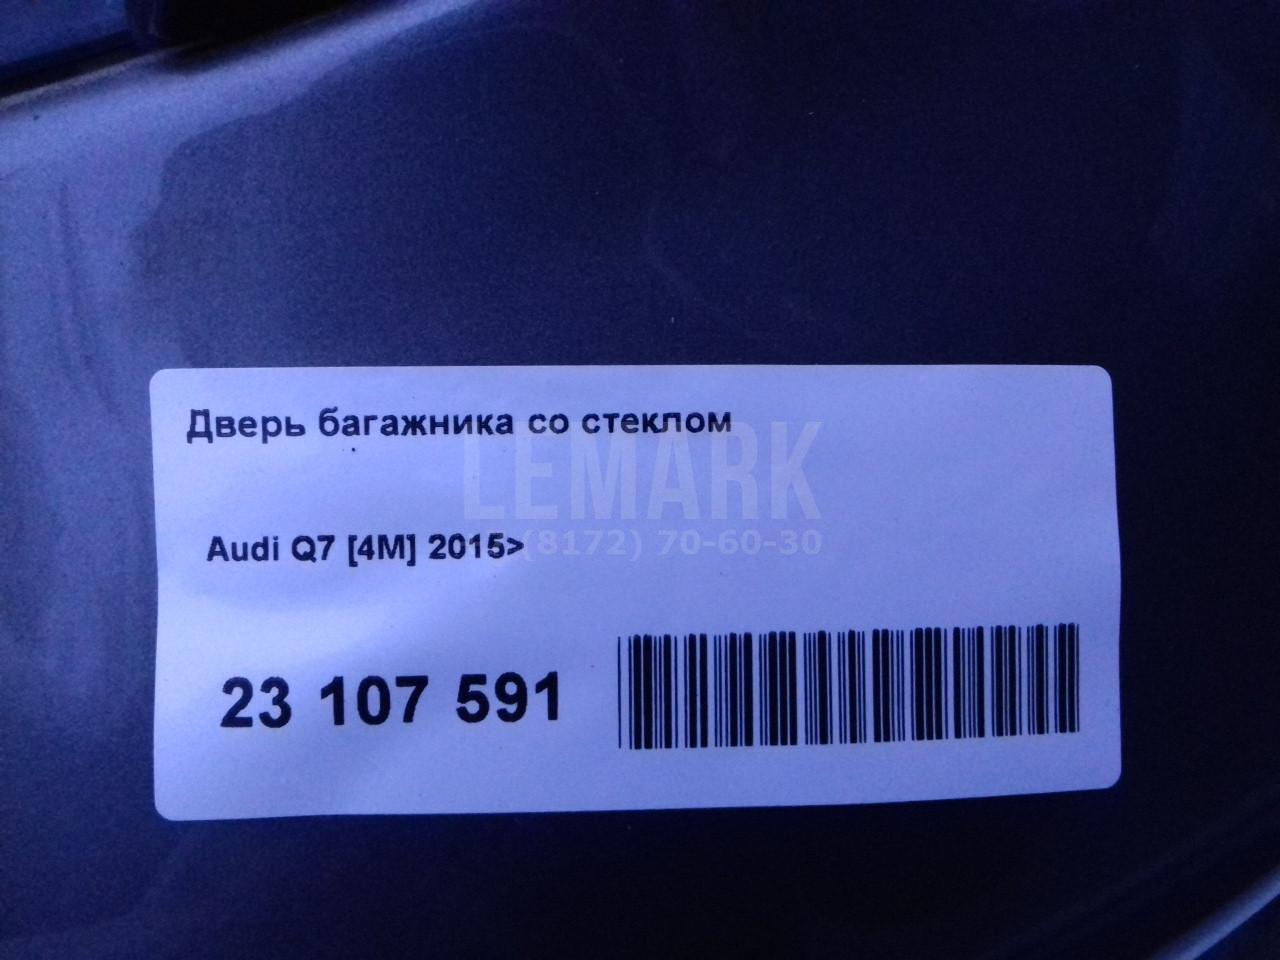 Дверь багажника со стеклом
LEMARK
Audi Q7 [4M] 2015>
(8172) 70-60-30
23 107 591